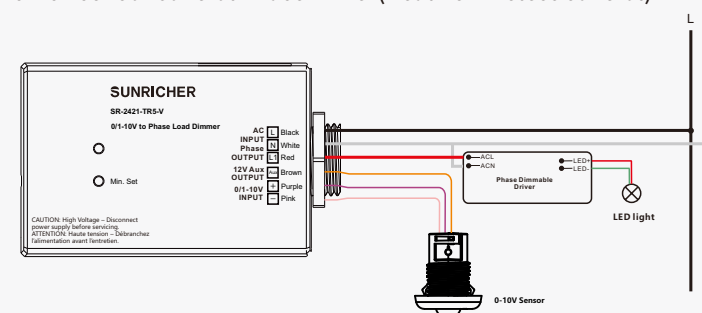 L
SUNRICHER
SR-2421-TR5-V
0/1-10V to Phase Load Dimmer
Min. Set
AC
INPUT
Phase
OUTPUT
12V Aux
OUTPUT
0/1-10V
INPUT
L Black
N White
L1 Red
Aux Brown
+ Purple
– Pink
CAUTION: High Voltage – Disconnect
power supply before servicing.
ATTENTION: Haute tension – Débranchez
l'alimentation avant l'entretien.
ACL
ACN
LED+
LED-
Phase Dimmable
Driver
LED light
0-10V Sensor